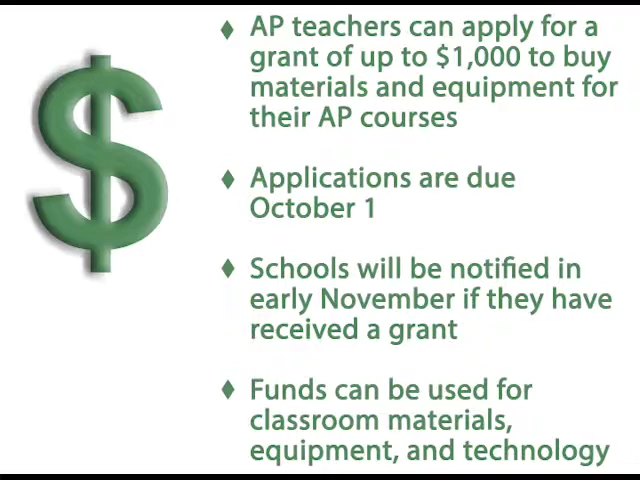 ♦ AP teachers can apply for a
grant of up to $1,000 to buy
materials and equipment for
their AP courses
♦ Applications are due
October 1
♦ Schools will be notified in
early November if they have
received a grant
♦ Funds can be used for
classroom materials,
equipment, and technology
$